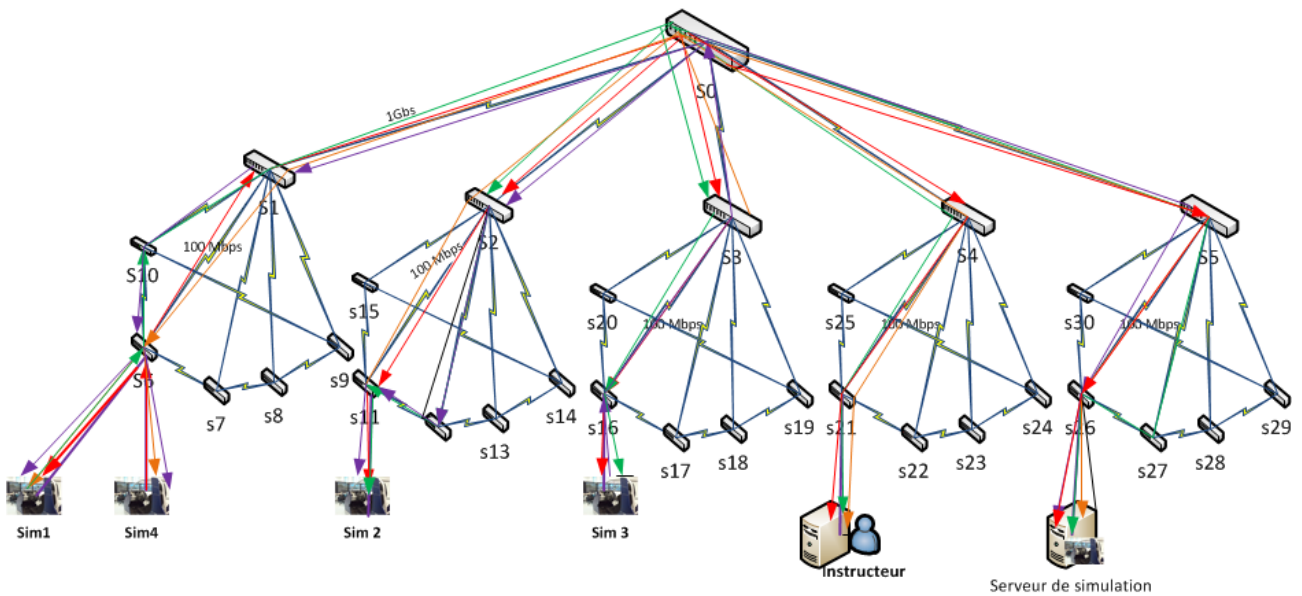 S0
1Gbs
S1
S2
S3
S4
S5
S10
100 Mbps
s15
100 Mbps
s20
100 Mbps
s25
100 Mbps
s30
100 Mbps
s7
s8
s9
s11
s13
s14
s16
s17
s18
s19
s21
s22
s23
s24
s26
s27
s28
s29
Sim1
Sim4
Sim 2
Sim 3
Instructeur
Serveur de simulation